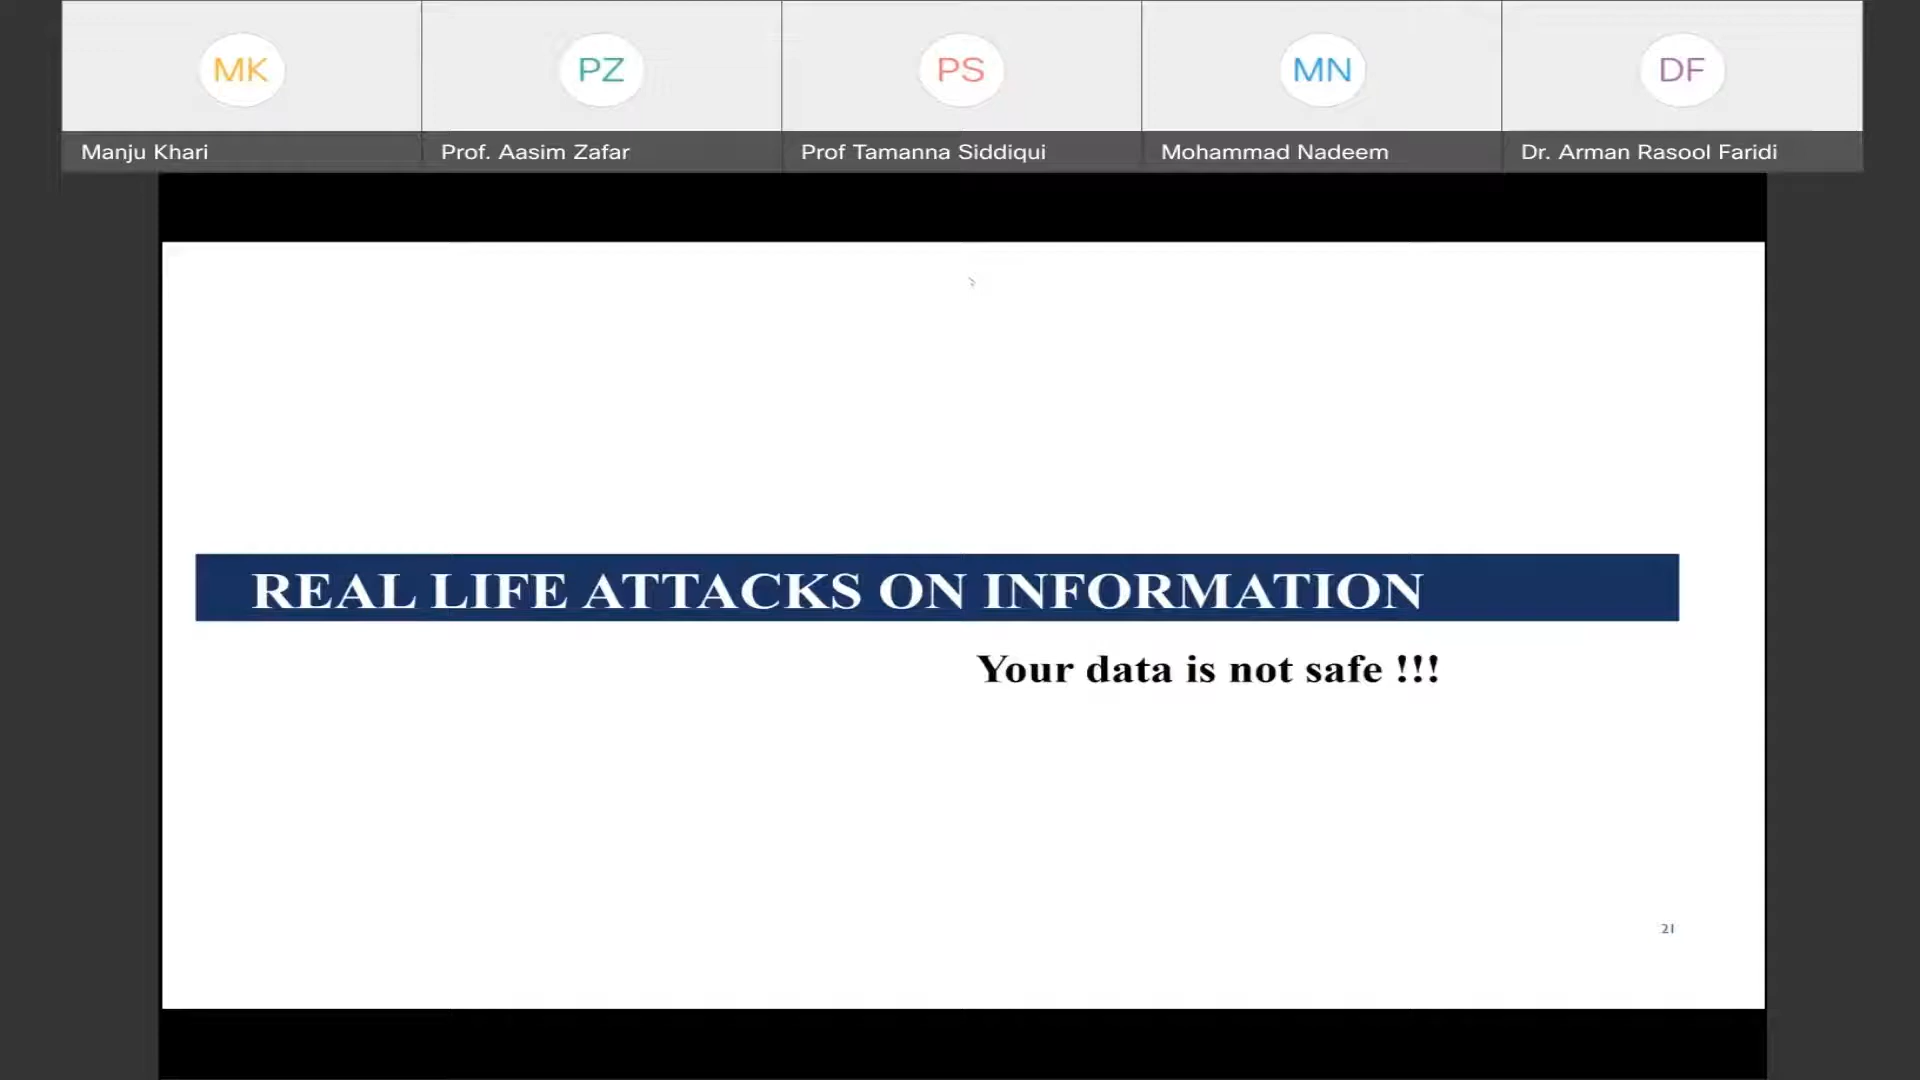 MK
PZ
PS
MN
DF
Manju Khari
Prof. Aasim Zafar
Prof Tamanna Siddiqui
Mohammad Nadeem
Dr. Arman Rasool Faridi
REAL LIFE ATTACKS ON INFORMATION
Your data is not safe !!!
21